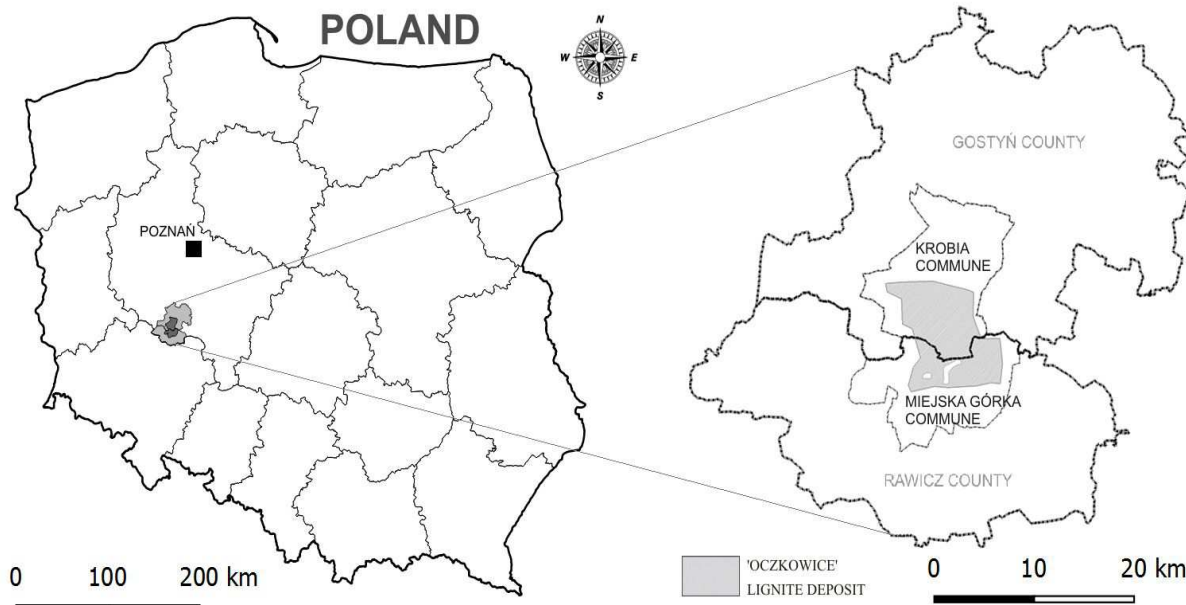 POLAND
N
W E
S
POZNAŃ
0 100 200 km
GOSTYŃ COUNTY
KROBIA
COMMUNE
MIEJSKA GÓRKA
COMMUNE
RAWICZ COUNTY
'OCZKOWICE'
LIGNITE DEPOSIT
0 10 20 km